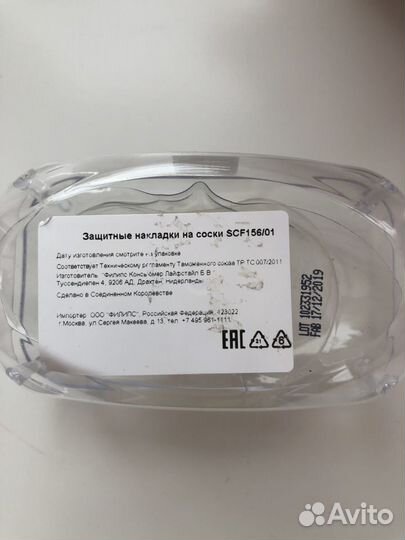 Защитные накладки на соски SCF156/01
Дату изготовления смотрите на упаковке
Соответствует Техническому регламенту Таможенного союза ТР ТС 007/2011
Изготовитель "Филипс Консьюмер Лайфстайл Б.В.",
Туссендиепен 4, 9206 АД, Драхтен, Нидерланды
Сделано в Соединенном Королевстве
Импортер ООО "ФИЛИПС", Российская Федерация, 123022
г.Москва, ул.Сергея Макеева, д.13, тел. +7 495 961-1111
EAC
21
6
LOT 102331952
FAB 17/12/2019
Avito